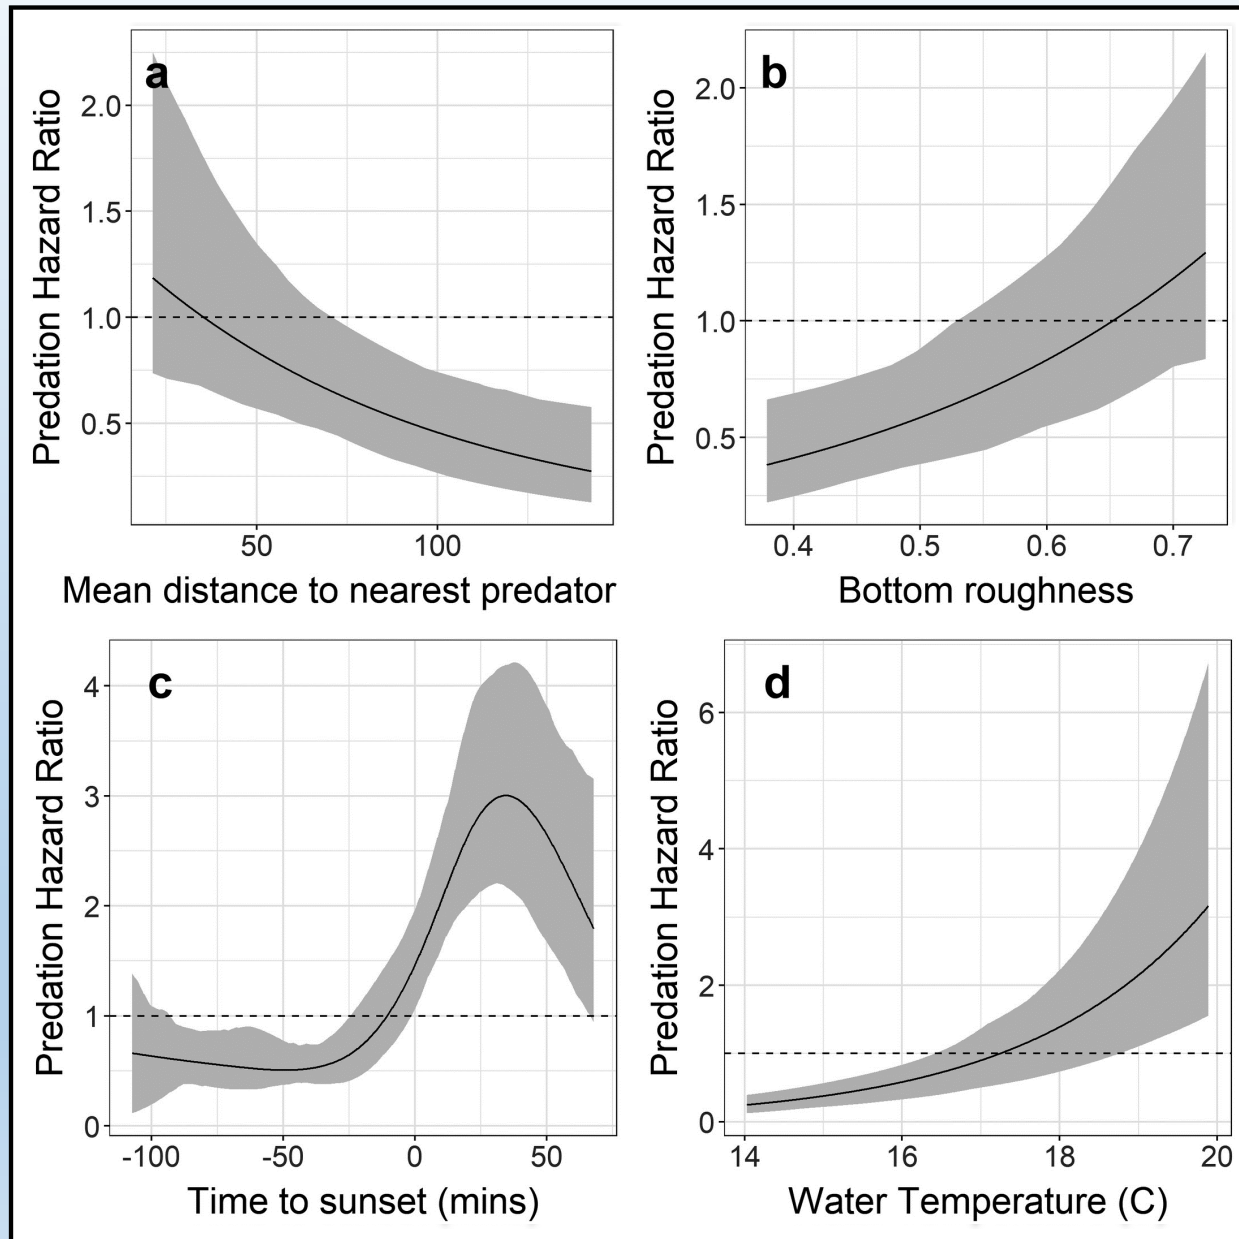 a
Predation Hazard Ratio
2.0
1.5
1.0
0.5
50
100
Mean distance to nearest predator
b
Predation Hazard Ratio
2.0
1.5
1.0
0.5
0.4
0.5
0.6
0.7
Bottom roughness
c
Predation Hazard Ratio
4
3
2
1
0
-100
-50
0
50
Time to sunset (mins)
d
Predation Hazard Ratio
6
4
2
0
14
16
18
20
Water Temperature (C)